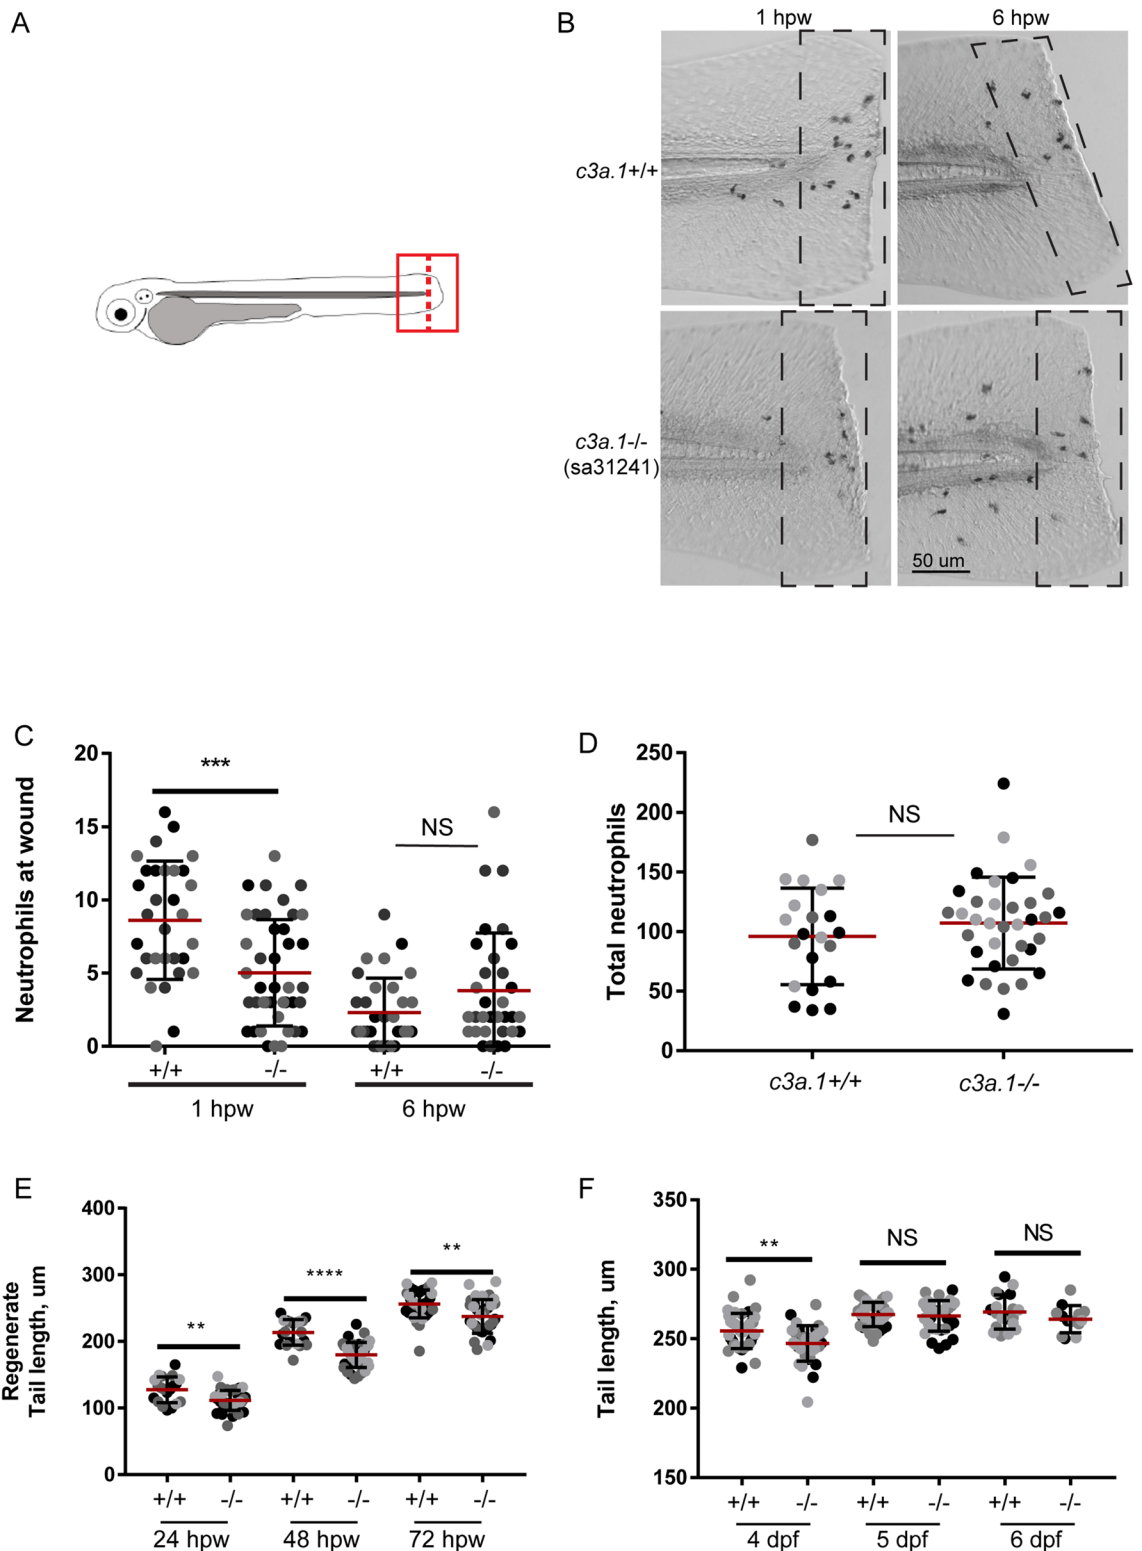 A
B
1 hpw
6 hpw
c3a.1+/+
c3a.1-/-
(sa31241)
50 um
C
Neutrophils at wound
20
15
10
5
0
***
NS
+/+
-/-
+/+
-/-
1 hpw
6 hpw
D
Total neutrophils
250
200
150
100
50
0
NS
c3a.1+/+
c3a.1-/-
E
Regenerate
Tail length, um
400
300
200
100
0
**
****
**
+/+
-/-
+/+
-/-
+/+
-/-
24 hpw
48 hpw
72 hpw
F
Tail length, um
350
300
250
200
150
**
NS
NS
+/+
-/-
+/+
-/-
+/+
-/-
4 dpf
5 dpf
6 dpf